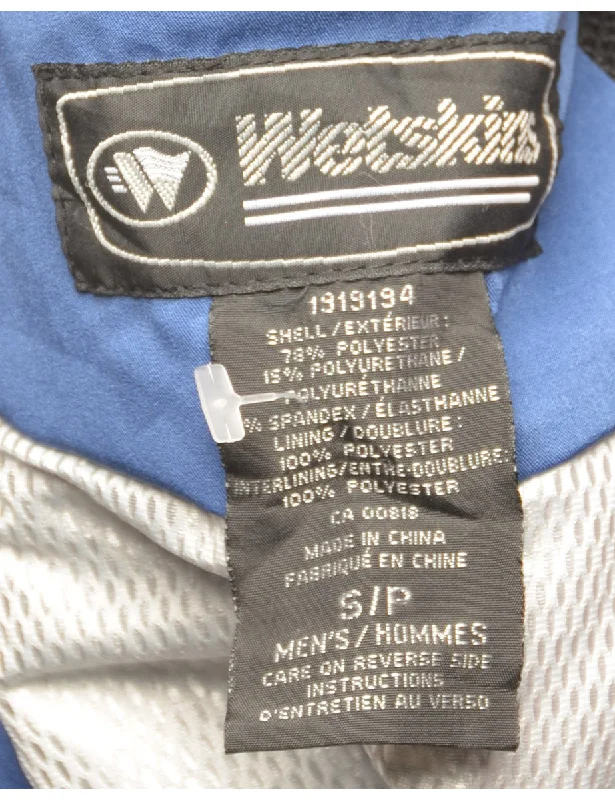 Wetskins
1919194
SHELL/EXTÉRIEUR:
78% POLYESTER
15% POLYURETHANE/
POLYURÉTHANNE
% SPANDEX/ÉLASTHANNE
LINING/DOUBLURE:
100% POLYESTER
INTERLINING/ENTRE-DOUBLURE:
100% POLYESTER
CA 00818
MADE IN CHINA
FABRIQUÉ EN CHINE
S/P
MEN'S/HOMMES
CARE ON REVERSE SIDE
INSTRUCTIONS
D'ENTRETIEN AU VERSO